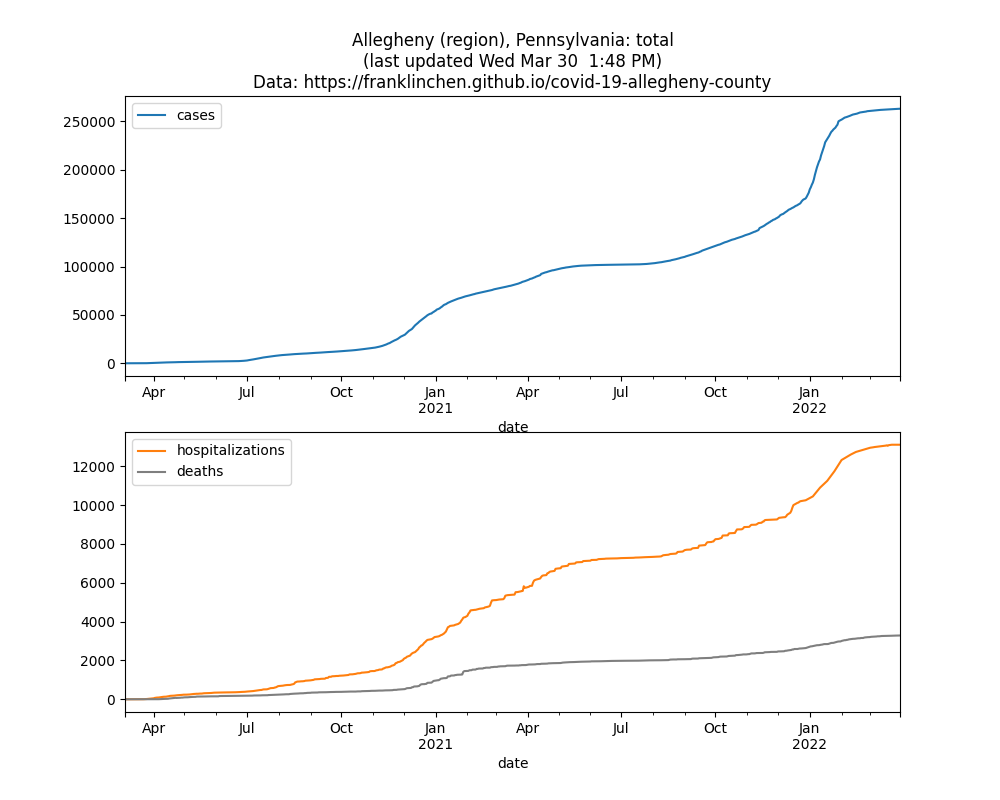 Allegheny (region), Pennsylvania: total
(last updated Wed Mar 30  1:48 PM)
Data: https://franklinchen.github.io/covid-19-allegheny-county
cases
250000
200000
150000
100000
50000
0
Apr Jul Oct Jan Apr Jul Oct Jan
2021 2022
date
hospitalizations
deaths
12000
10000
8000
6000
4000
2000
0
Apr Jul Oct Jan Apr Jul Oct Jan
2021 2022
date